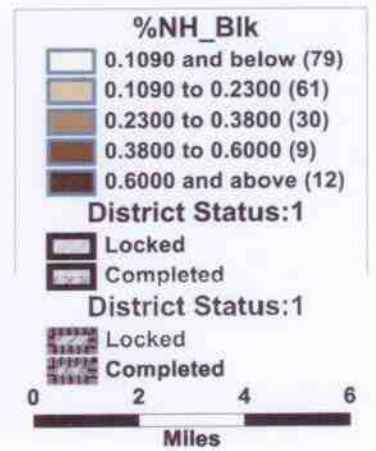 %NH_Blk
0.1090 and below (79)
0.1090 to 0.2300 (61)
0.2300 to 0.3800 (30)
0.3800 to 0.6000 (9)
0.6000 and above (12)
District Status:1
Locked
Completed
District Status:1
Locked
Completed
0 2 4 6
Miles